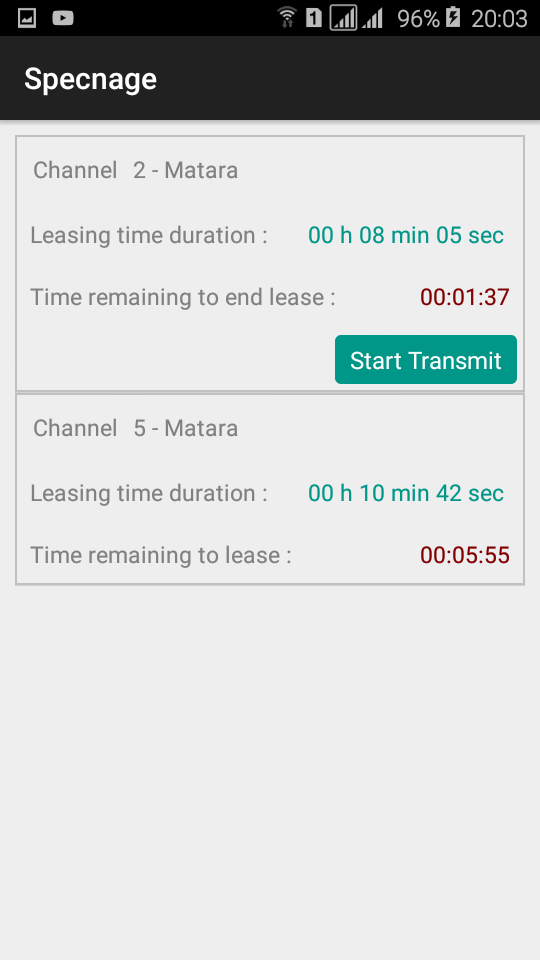 1 96% 20:03
Specnage
Channel 2 - Matara
Leasing time duration : 00 h 08 min 05 sec
Time remaining to end lease : 00:01:37
Start Transmit
Channel 5 - Matara
Leasing time duration : 00 h 10 min 42 sec
Time remaining to lease : 00:05:55